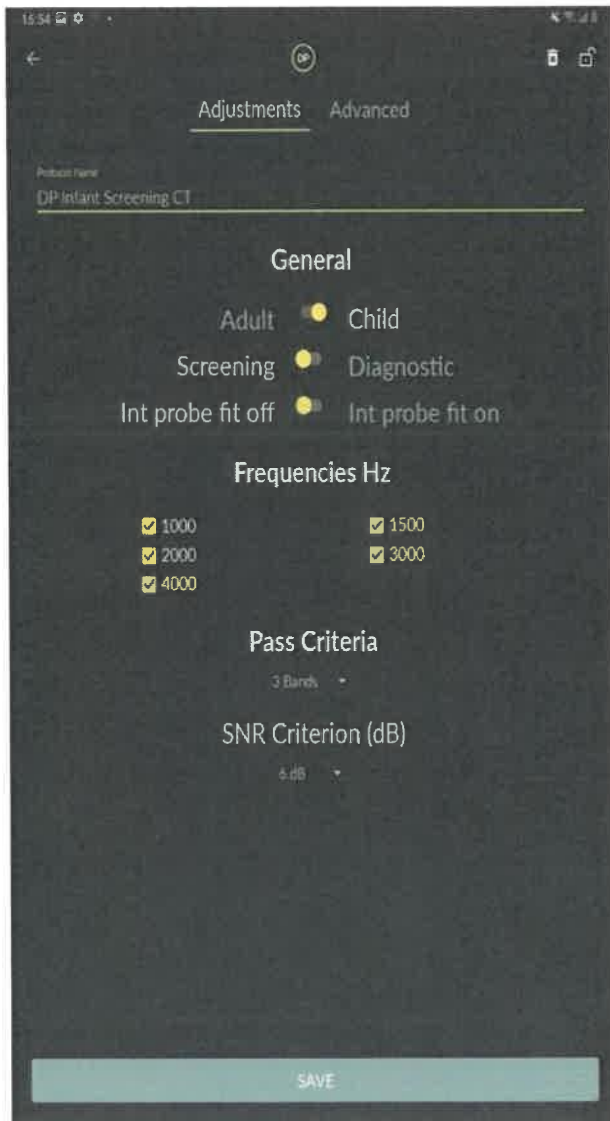 15:54
DP
Adjustments Advanced
Protocol Name
DP Infant Screening CT
General
Adult Child
Screening Diagnostic
Int probe fit off Int probe fit on
Frequencies Hz
1000 1500
2000 3000
4000
Pass Criteria
3 Bands
SNR Criterion (dB)
6 dB
SAVE